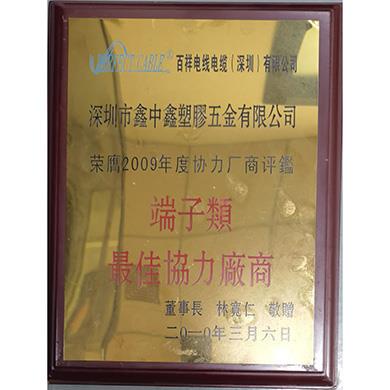 百祥电线电缆（深圳）有限公司
深圳市鑫中鑫塑膠五金有限公司
荣膺2009年度协力厂商评鑑
端子類
最佳協力廠商
董事長 林寬仁 敬贈
二〇一〇年三月六日